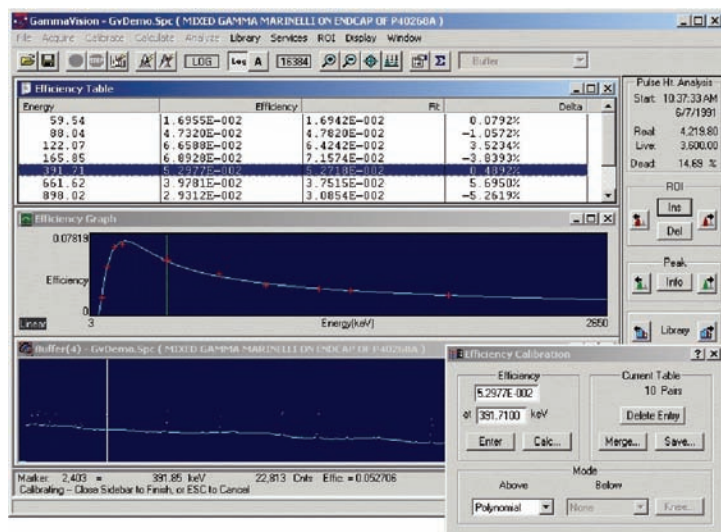 GammaVision - GvDemo.Spc ( MIXED GAMMA MARINELLI ON ENDCAP OF P40268A )
File Acquire Calibrate Calculate Analyze Library Services ROI Display Window
LOG Log A 16384 Σ Buffer
Efficiency Table
Energy Efficiency Fit Delta
59.54 1.6955E-002 1.6942E-002 0.0792%
88.04 4.7320E-002 4.7820E-002 -1.0572%
122.07 6.6588E-002 6.4242E-002 3.5234%
165.85 6.8928E-002 7.1574E-002 -3.8393%
391.71 5.2977E-002 5.2718E-002 0.4892%
661.62 3.9781E-002 3.7515E-002 5.6950%
898.02 2.9312E-002 3.0854E-002 -5.2619%
Efficiency Graph
0.07819
Efficiency
0
Linear 3 Energy(keV) 2850
Buffer(4) - GvDemo.Spc ( MIXED GAMMA MARINELLI ON ENDCAP OF P40268A )
Marker: 2,403 = 391.85 keV 22,813 Cnts Effic = 0.052706
Calibrating -- Close Sidebar to Finish, or ESC to Cancel
Pulse Ht. Analysis
Start: 10:37:33 AM
6/7/1991
Real: 4,219.80
Live: 3,600.00
Dead: 14.69 %
ROI
Ins
Del
Peak
Info
Library
Efficiency Calibration
Efficiency
5.2977E-002
at 391.7100 keV
Enter Calc...
Current Table
10 Pairs
Delete Entry
Merge... Save...
Mode
Above Below
Polynomial None Knee...